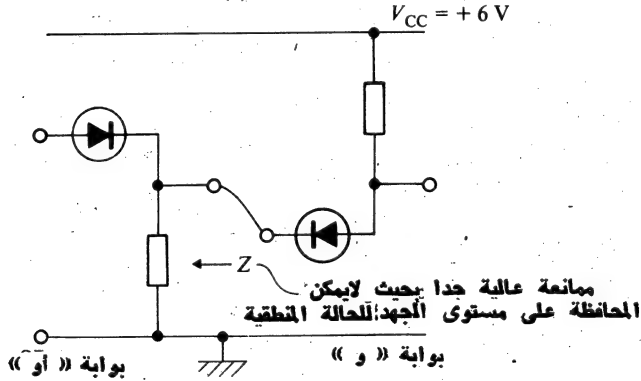 V_CC = + 6 V
Z
ممانعة عالية جدا بحيث لايمكن
المحافظة على مستوى الجهد للحالة المنطقية
بوابة « و »
بوابة « أو »